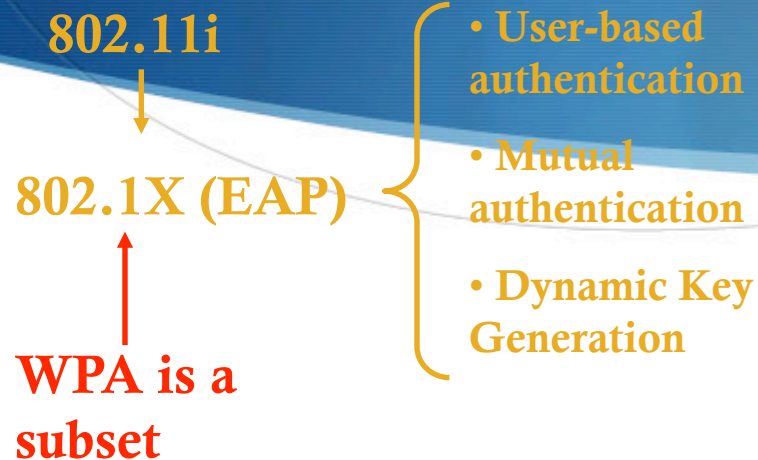 802.11i
802.1X (EAP)
WPA is a
subset
• User-based
authentication
• Mutual
authentication
• Dynamic Key
Generation